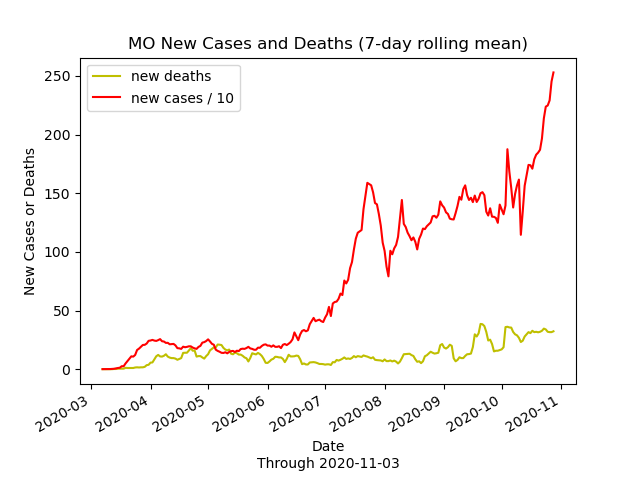 MO New Cases and Deaths (7-day rolling mean)
new deaths
new cases / 10
New Cases or Deaths
250
200
150
100
50
0
2020-03
2020-04
2020-05
2020-06
2020-07
2020-08
2020-09
2020-10
2020-11
Date
Through 2020-11-03